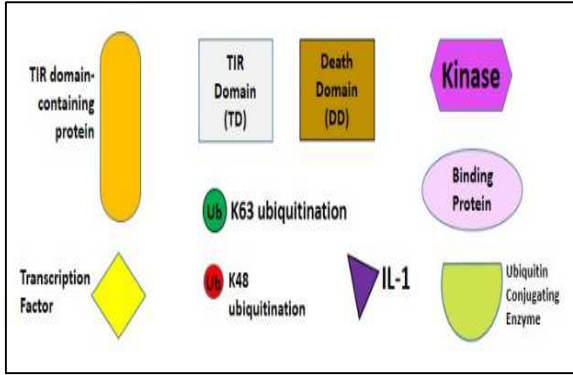 TIR domain-
containing
protein
TIR
Domain
(TD)
Death
Domain
(DD)
Kinase
Binding
Protein
Ub K63 ubiquitination
Transcription
Factor
Ub K48
ubiquitination
IL-1
Ubiquitin
Conjugating
Enzyme